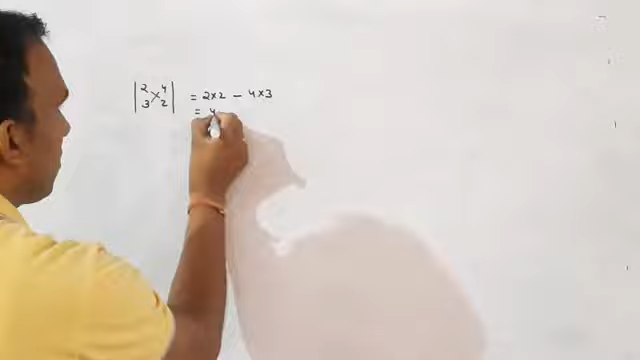 |2 4| = 2×2 − 4×3
|3 2| = 4